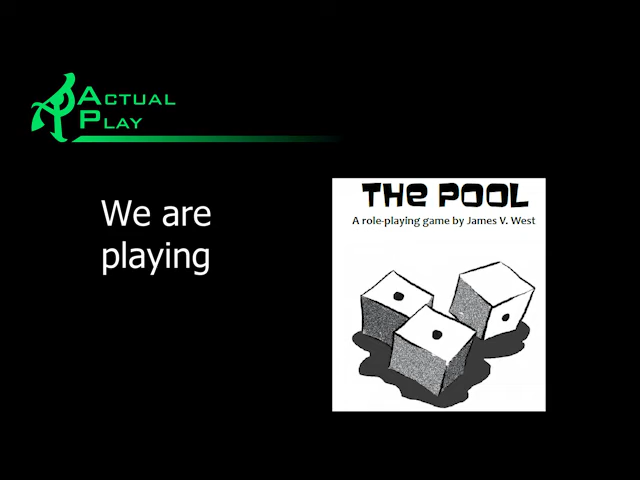 Actual
Play
We are
playing
THE POOL
A role-playing game by James V. West